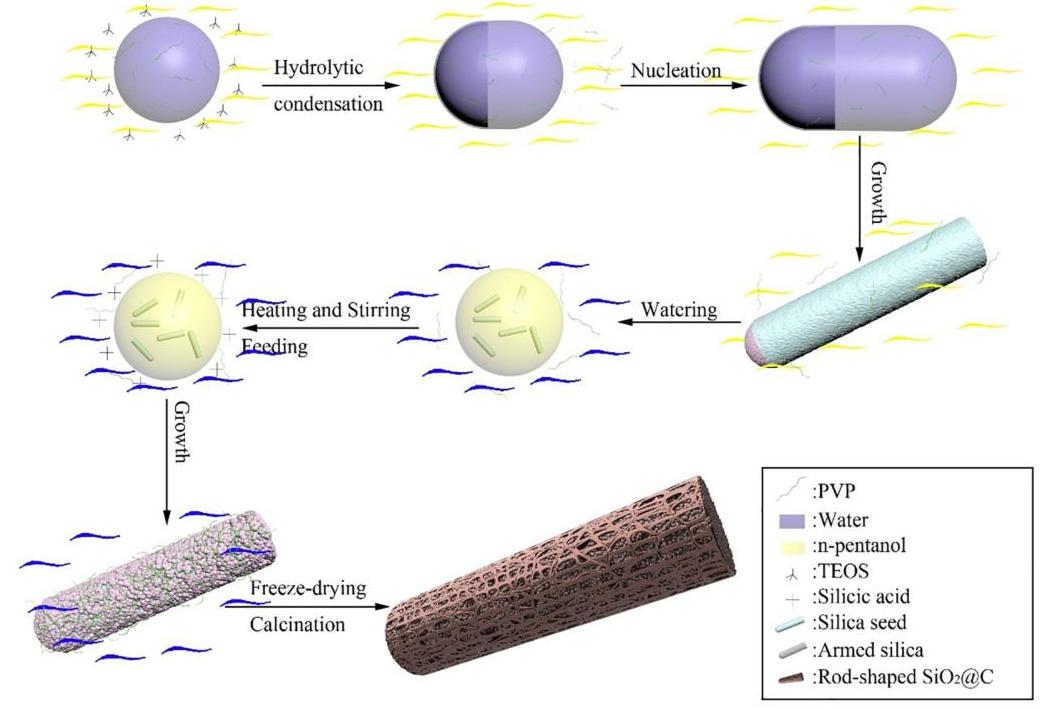 Hydrolytic
condensation
Nucleation
Growth
Watering
Heating and Stirring
Feeding
Growth
Freeze-drying
Calcination
:PVP
:Water
:n-pentanol
:TEOS
:Silicic acid
:Silica seed
:Armed silica
:Rod-shaped SiO₂@C